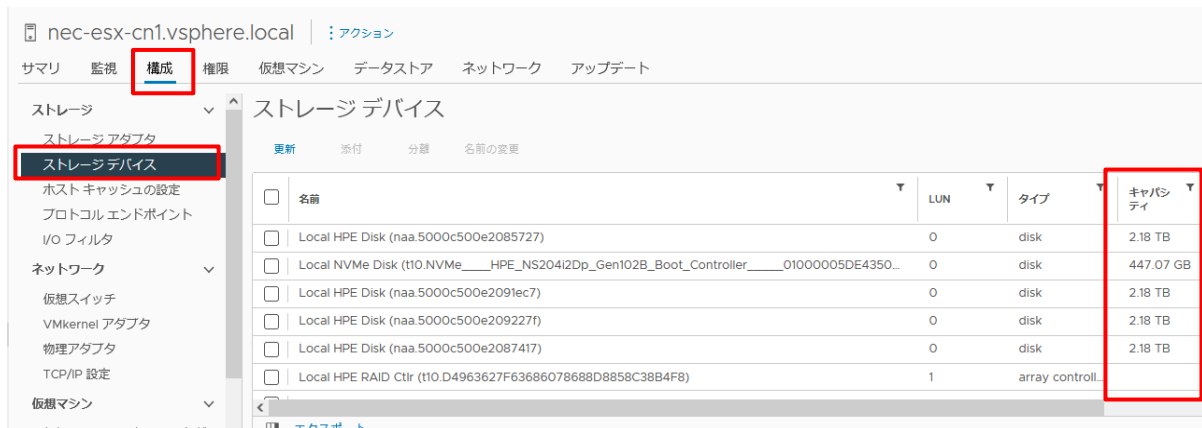 nec-esx-cn1.vsphere.local アクション
サマリ 監視 構成 権限 仮想マシン データストア ネットワーク アップデート
ストレージ
ストレージ アダプタ
ストレージ デバイス
ホスト キャッシュの設定
プロトコル エンドポイント
I/O フィルタ
ネットワーク
仮想スイッチ
VMkernel アダプタ
物理アダプタ
TCP/IP 設定
仮想マシン
ストレージ デバイス
更新 添付 分離 名前の変更
名前 LUN タイプ キャパシ
ティ
Local HPE Disk (naa.5000c500e2085727) 0 disk 2.18 TB
Local NVMe Disk (t10.NVMe____HPE_NS204i2Dp_Gen102B_Boot_Controller_____01000005DE4350... 0 disk 447.07 GB
Local HPE Disk (naa.5000c500e2091ec7) 0 disk 2.18 TB
Local HPE Disk (naa.5000c500e209227f) 0 disk 2.18 TB
Local HPE Disk (naa.5000c500e2087417) 0 disk 2.18 TB
Local HPE RAID Ctlr (t10.D4963627F63686078688D8858C38B4F8) 1 array controll...
エクスポート